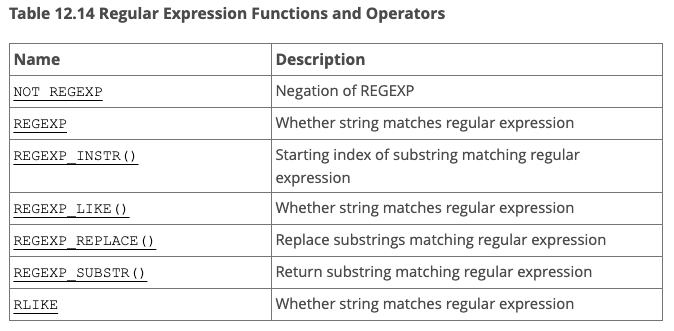 Table 12.14 Regular Expression Functions and Operators
Name Description
NOT REGEXP Negation of REGEXP
REGEXP Whether string matches regular expression
REGEXP_INSTR() Starting index of substring matching regular
expression
REGEXP_LIKE() Whether string matches regular expression
REGEXP_REPLACE() Replace substrings matching regular expression
REGEXP_SUBSTR() Return substring matching regular expression
RLIKE Whether string matches regular expression